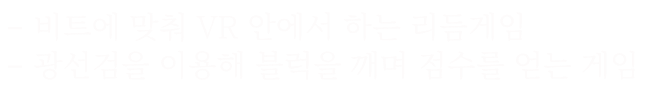 - 비트에 맞춰 VR 안에서 하는 리듬게임
- 광선검을 이용해 블럭을 깨며 점수를 얻는 게임